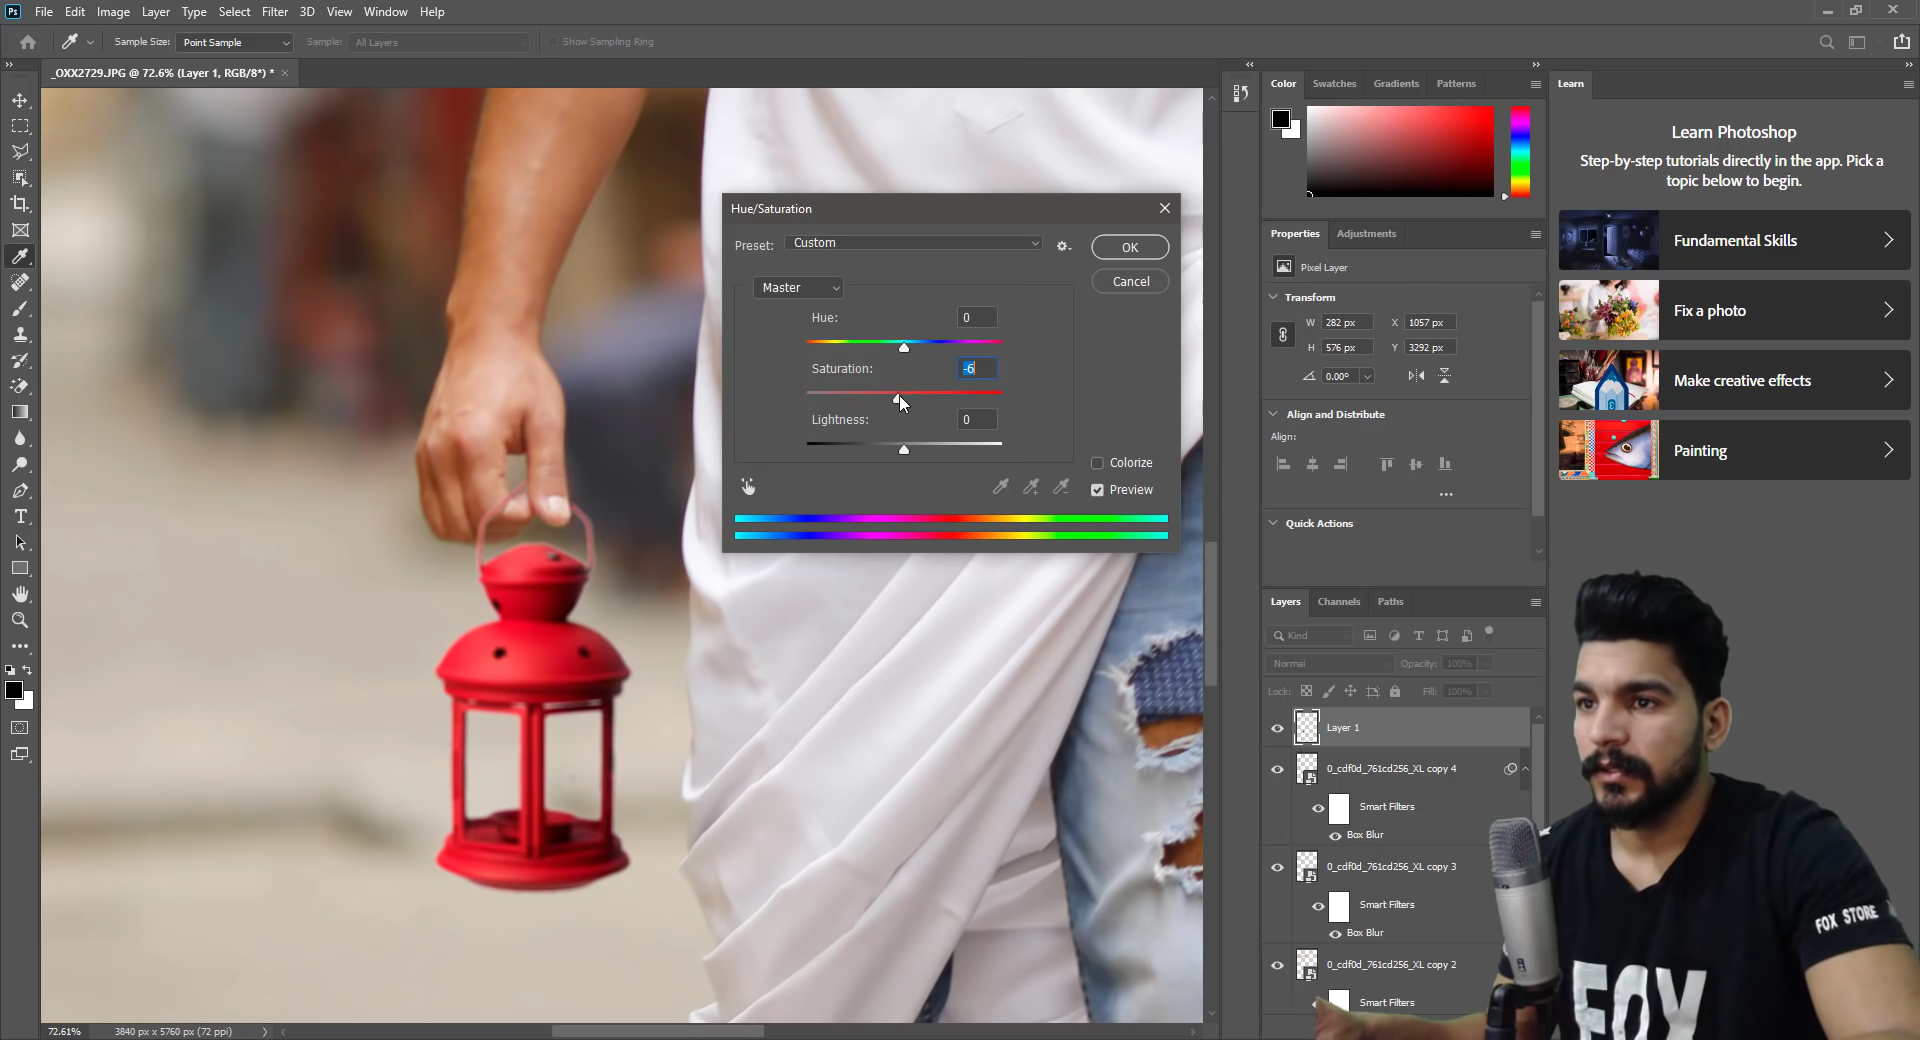 Ps File Edit Image Layer Type Select Filter 3D View Window Help
Sample Size: Point Sample Sample: All Layers Show Sampling Ring
_OXX2729.JPG @ 72.6% (Layer 1, RGB/8*) *
Color Swatches Gradients Patterns
Learn
Learn Photoshop
Step-by-step tutorials directly in the app. Pick a
topic below to begin.
Fundamental Skills
Fix a photo
Make creative effects
Painting
Hue/Saturation
Preset: Custom
OK
Cancel
Master
Hue: 0
Saturation: -6
Lightness: 0
Colorize
Preview
Properties Adjustments
Pixel Layer
Transform
W 282 px X 1057 px
H 576 px Y 3292 px
0.00°
Align and Distribute
Align:
Quick Actions
Layers Channels Paths
Kind
Normal Opacity: 100%
Lock: Fill: 100%
Layer 1
0_cdf0d_761cd256_XL copy 4
Smart Filters
Box Blur
0_cdf0d_761cd256_XL copy 3
Smart Filters
Box Blur
0_cdf0d_761cd256_XL copy 2
Smart Filters
FOX STORE
FOX
72.61% 3840 px x 5760 px (72 ppi)